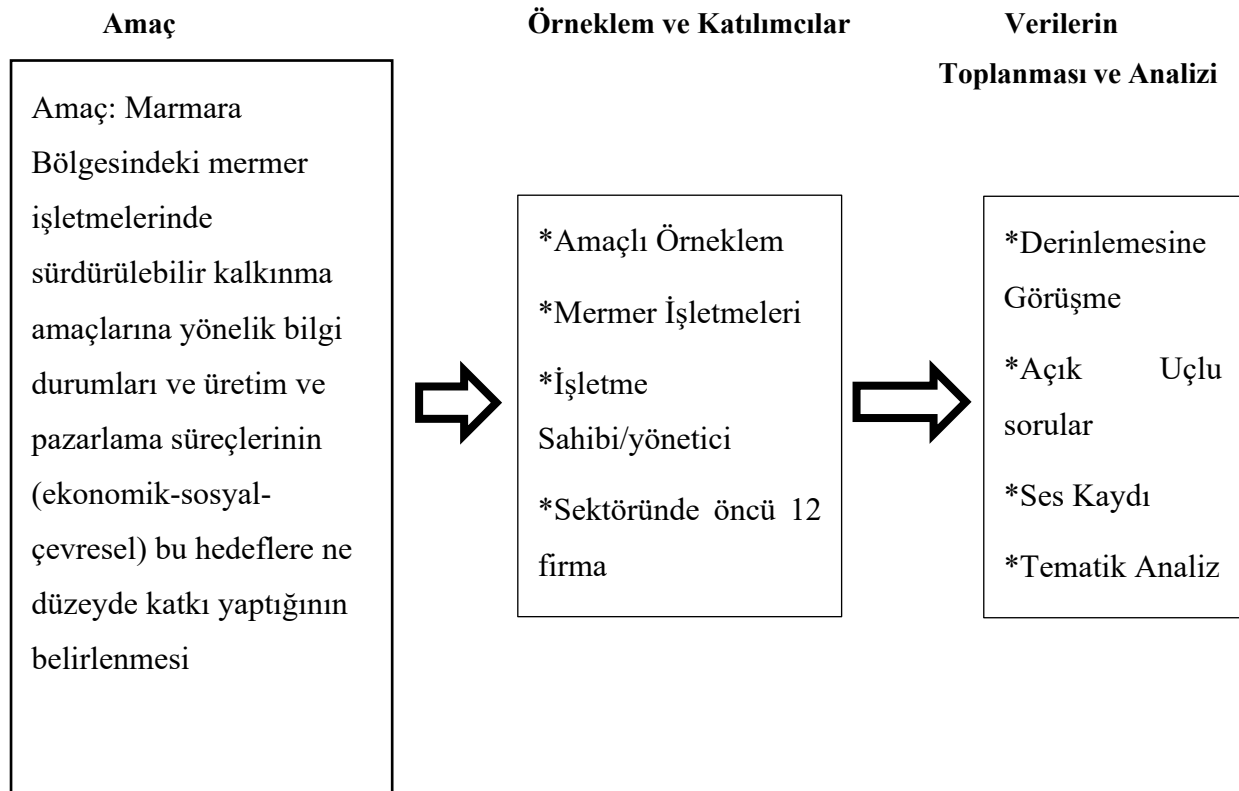 Amaç
Örneklem ve Katılımcılar
Verilerin
Toplanması ve Analizi
Amaç: Marmara
Bölgesindeki mermer
işletmelerinde
sürdürülebilir kalkınma
amaçlarına yönelik bilgi
durumları ve üretim ve
pazarlama süreçlerinin
(ekonomik-sosyal-
çevresel) bu hedeflere ne
düzeyde katkı yaptığının
belirlenmesi
*Amaçlı Örneklem
*Mermer İşletmeleri
*İşletme
Sahibi/yönetici
*Sektöründe öncü 12
firma
*Derinlemesine
Görüşme
*Açık Uçlu
sorular
*Ses Kaydı
*Tematik Analiz